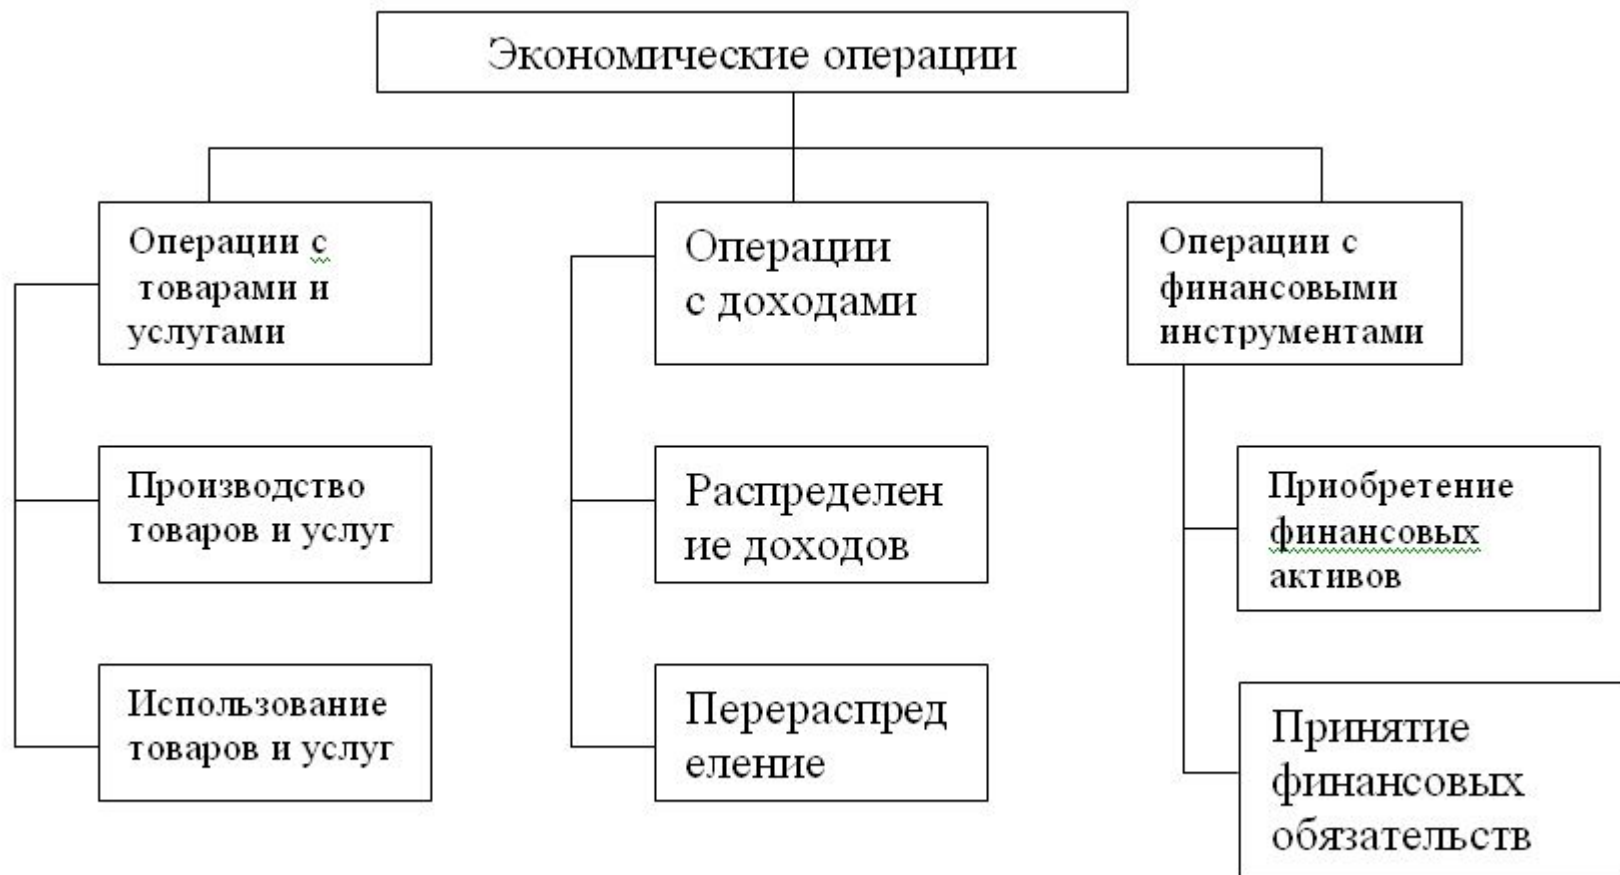 Экономические операции
Операции с
товарами и
услугами
Операции
с доходами
Операции с
финансовыми
инструментами
Производство
товаров и услуг
Распределен
ие доходов
Приобретение
финансовых
активов
Использование
товаров и услуг
Перераспред
еление
Принятие
финансовых
обязательств